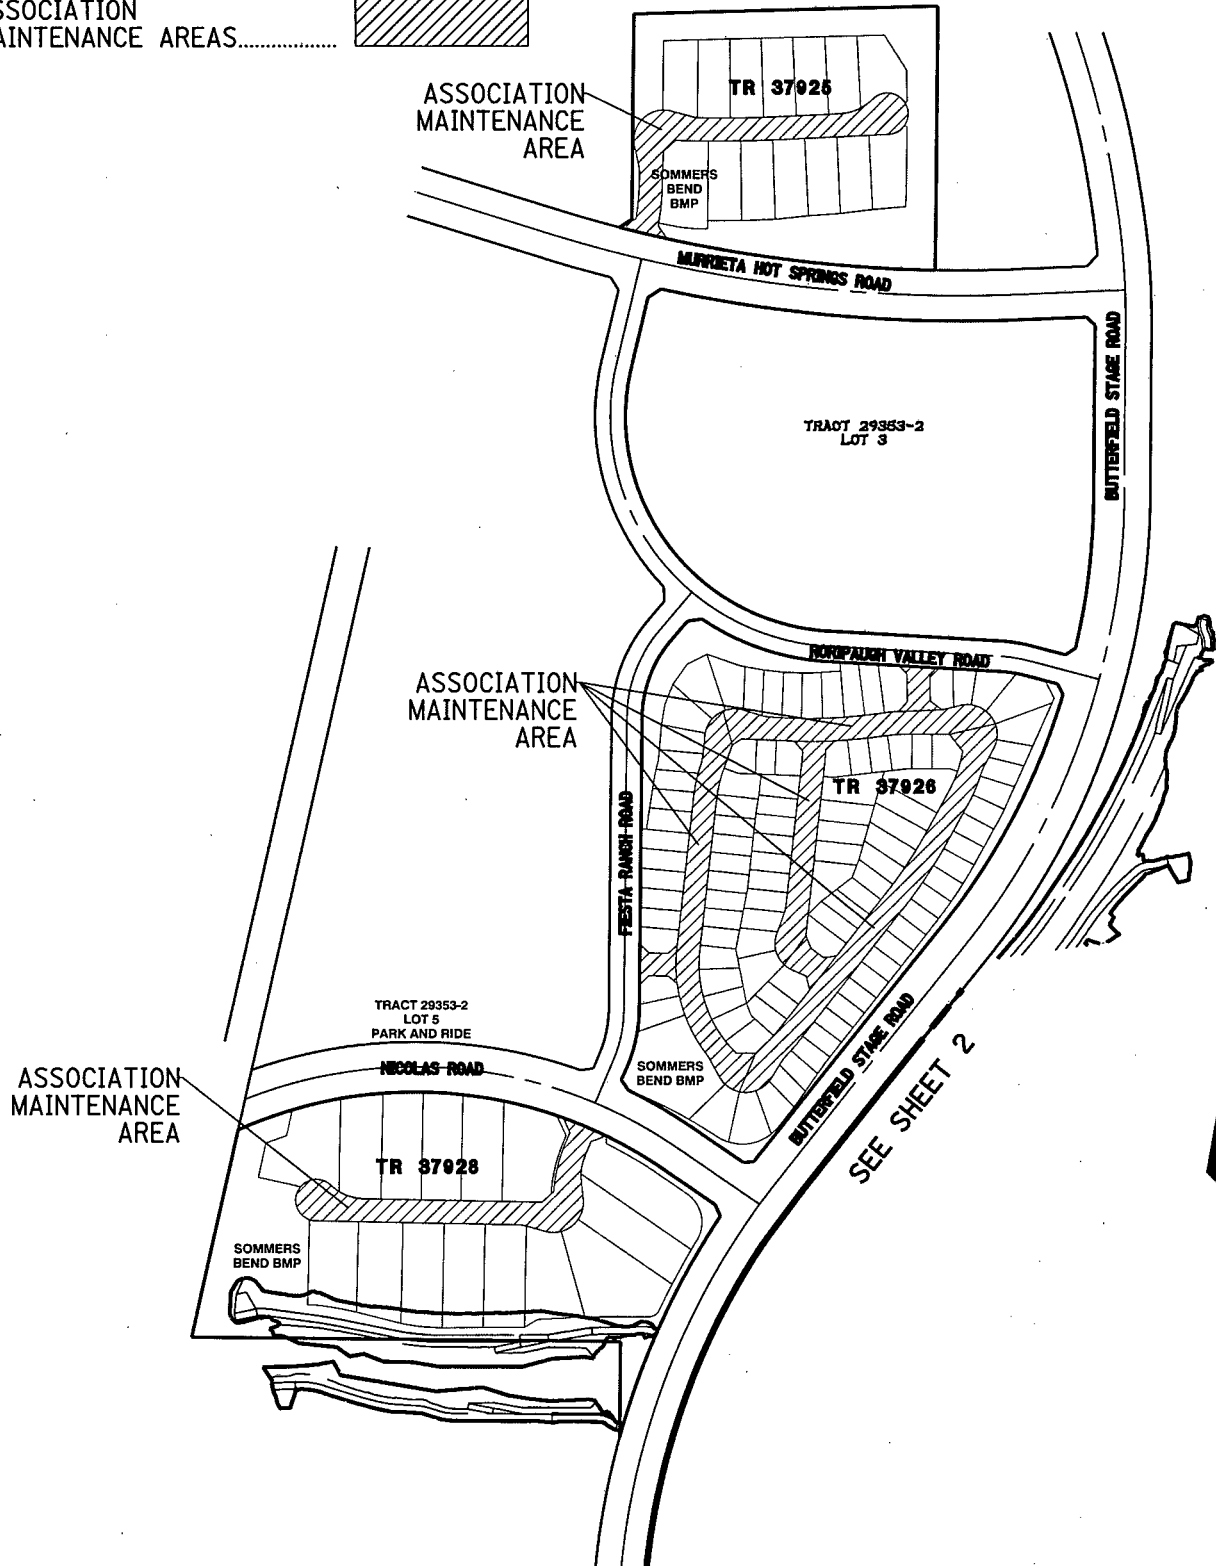 MAINTENANCE AREAS
ASSOCIATION
MAINTENANCE
AREA
TR 37925
SOMMERS
BEND
BMP
MURRIETA HOT SPRINGS ROAD
BUTTERFIELD STAGE ROAD
TRACT 29353-2
LOT 3
RORIPAUGH VALLEY ROAD
ASSOCIATION
MAINTENANCE
AREA
TR 37926
FIESTA RANCH ROAD
TRACT 29353-2
LOT 5
PARK AND RIDE
NICOLAS ROAD
SOMMERS
BEND BMP
BUTTERFIELD STAGE ROAD
SEE SHEET 2
ASSOCIATION
MAINTENANCE
AREA
TR 37928
SOMMERS
BEND BMP